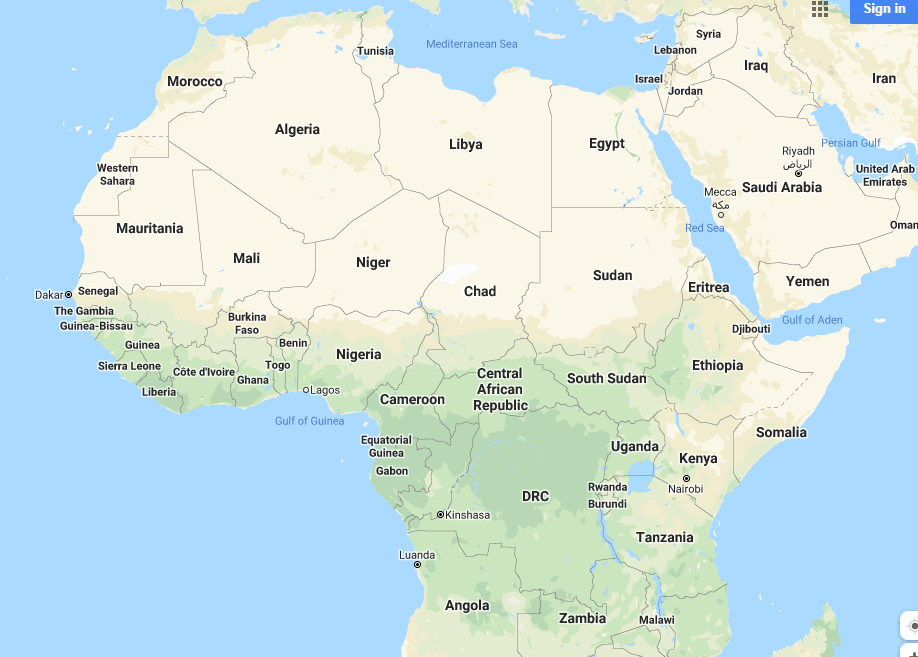 Sign in
Syria
Mediterranean Sea
Tunisia
Lebanon
Iraq
Iran
Israel
Morocco
Jordan
Algeria
Libya
Egypt
Persian Gulf
Riyadh
الرياض
Western
Sahara
United Arab
Emirates
Saudi Arabia
Mecca
مكة
Mauritania
Red Sea
Oman
Mali
Niger
Sudan
Yemen
Chad
Eritrea
Dakar
Senegal
The Gambia
Guinea-Bissau
Burkina
Faso
Gulf of Aden
Djibouti
Guinea
Benin
Nigeria
Sierra Leone
Côte d'Ivoire
Togo
Ghana
Ethiopia
Central
African
Republic
South Sudan
Liberia
Lagos
Cameroon
Gulf of Guinea
Somalia
Equatorial
Guinea
Uganda
Kenya
Gabon
Nairobi
Rwanda
Burundi
DRC
Kinshasa
Tanzania
Luanda
Angola
Zambia
Malawi